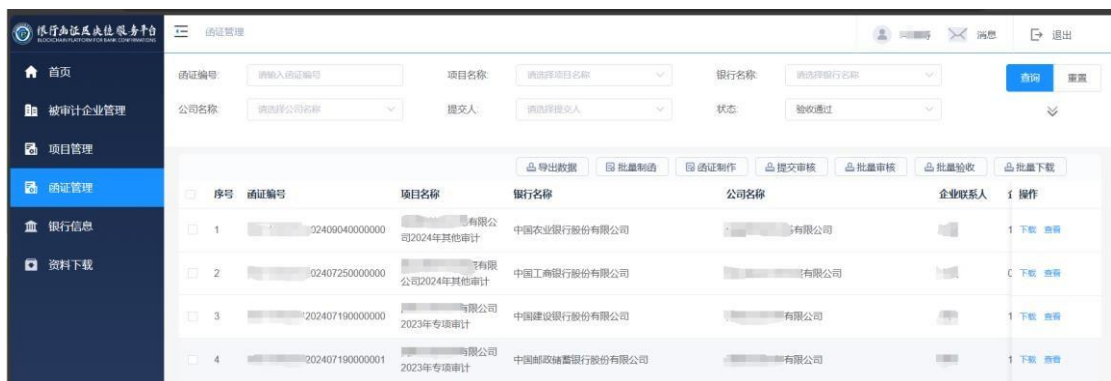 银行函证区块链服务平台
BLOCKCHAIN PLATFORM FOR BANK CONFIRMATIONS
函证管理
消息
退出
首页
被审计企业管理
项目管理
函证管理
银行信息
资料下载
函证编号:
请输入函证编号
项目名称:
请选择项目名称
银行名称:
请选择银行名称
查询
重置
公司名称:
请选择公司名称
提交人:
请选择提交人
状态:
验收通过
导出数据
批量制函
函证制作
提交审核
批量审核
批量验收
批量下载
序号 函证编号 项目名称 银行名称 公司名称 企业联系人 操作
1 02409040000000 有限公
司2024年其他审计 中国农业银行股份有限公司 有限公司 1 下载 查看
2 02407250000000 有限
公司2024年其他审计 中国工商银行股份有限公司 有限公司 下载 查看
3 202407190000000 有限公司
2023年专项审计 中国建设银行股份有限公司 有限公司 1 下载 查看
4 202407190000001 有限公司
2023年专项审计 中国邮政储蓄银行股份有限公司 有限公司 1 下载 查看